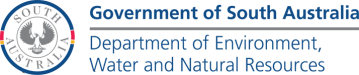 SOUTH
AUSTRALIA
Government of South Australia
Department of Environment,
Water and Natural Resources